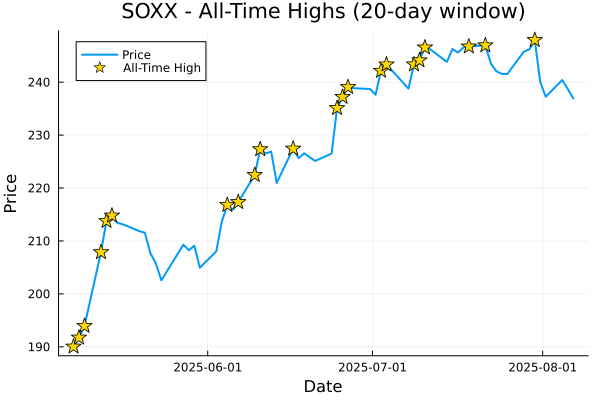 SOXX - All-Time Highs (20-day window)
Price
All-Time High
240
230
220
210
200
190
Price
2025-06-01
2025-07-01
2025-08-01
Date